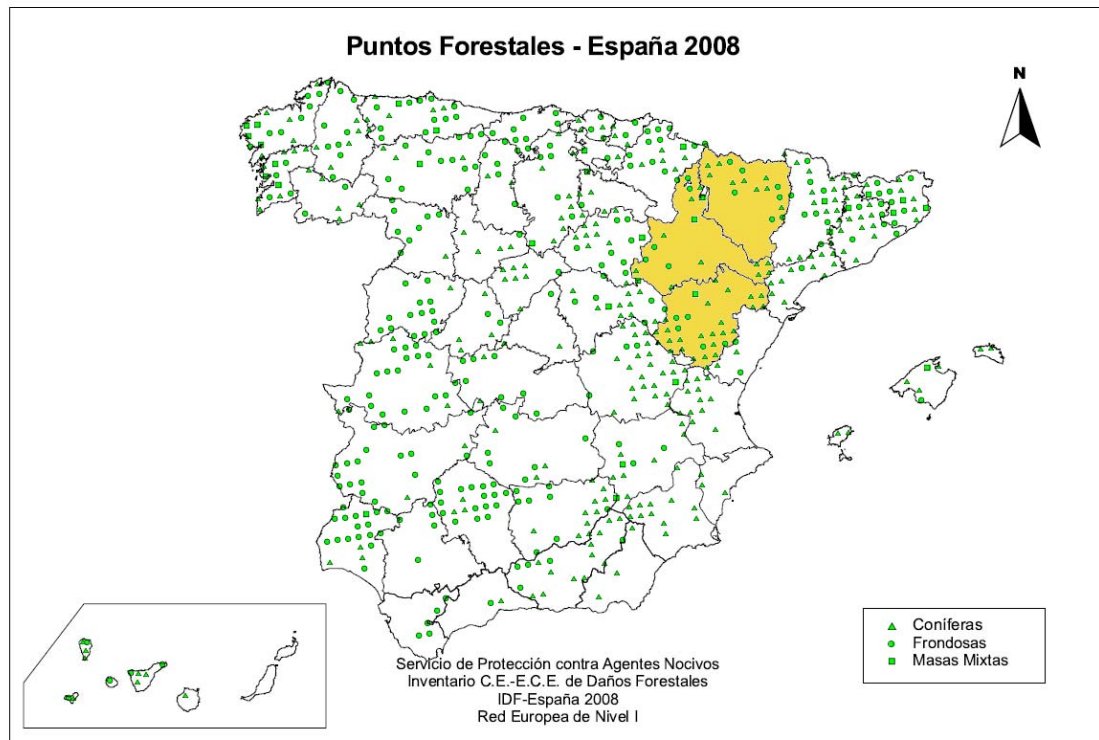 Puntos Forestales - España 2008
N
Coníferas
Frondosas
Masas Mixtas
Servicio de Protección contra Agentes Nocivos
Inventario C.E.-E.C.E. de Daños Forestales
IDF-España 2008
Red Europea de Nivel I